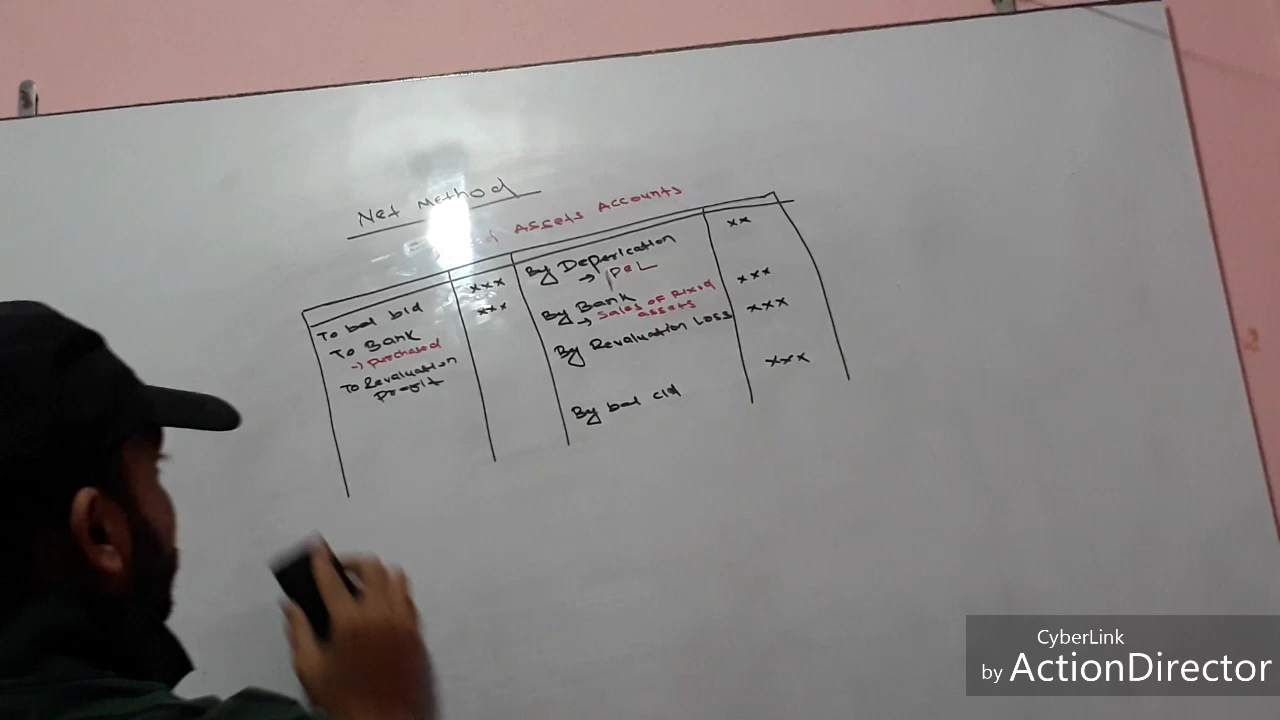 Net Method
Assets Accounts
To bal b/d xxx
To Bank xxx
→ purchased
To Revaluation
Profit
By Deperication xx
→ P&L
By Bank xxx
→ Sales of Fixed
assets
By Revaluation Loss xxx
By bal c/d xxx
CyberLink
by ActionDirector